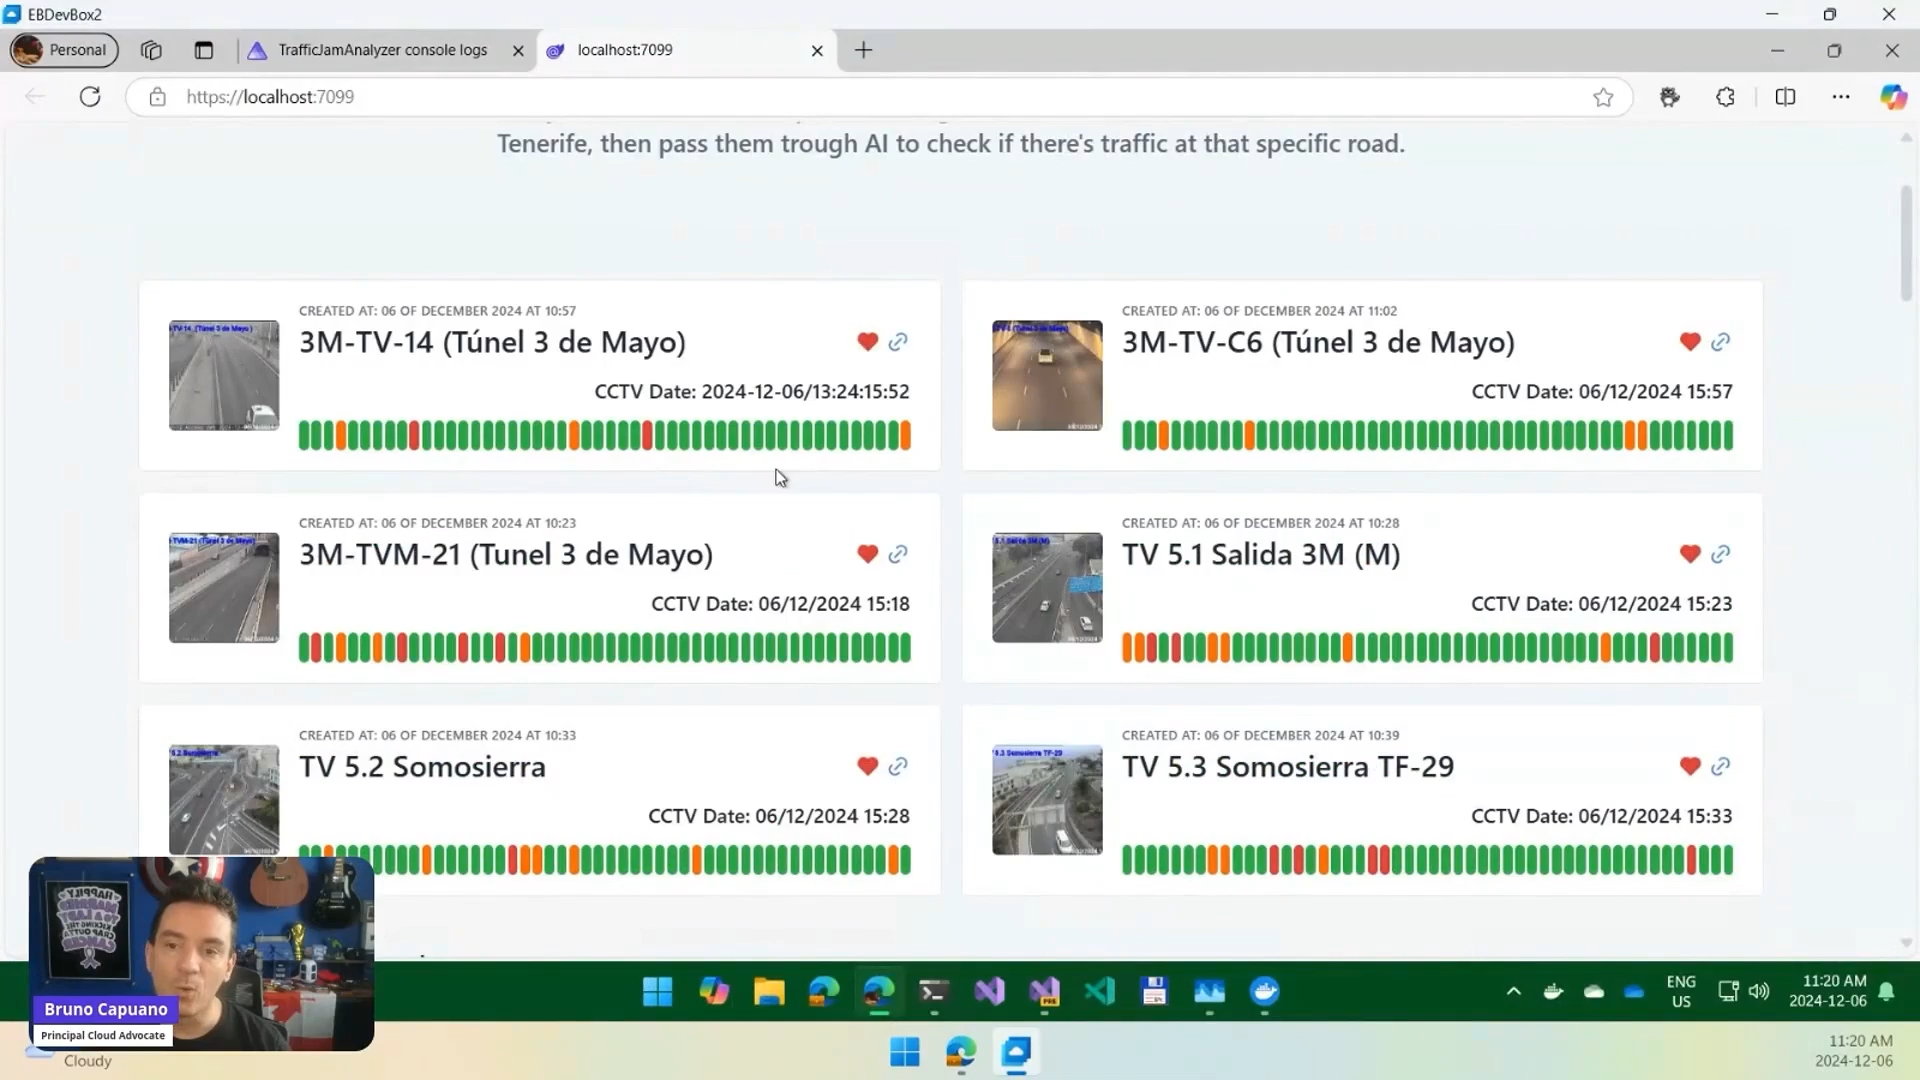 EBDevBox2
Personal
TrafficJamAnalyzer console logs
localhost:7099
https://localhost:7099
Tenerife, then pass them trough AI to check if there's traffic at that specific road.
CREATED AT: 06 OF DECEMBER 2024 AT 10:57
3M-TV-14 (Túnel 3 de Mayo)
CCTV Date: 2024-12-06/13:24:15:52
CREATED AT: 06 OF DECEMBER 2024 AT 11:02
3M-TV-C6 (Túnel 3 de Mayo)
CCTV Date: 06/12/2024 15:57
CREATED AT: 06 OF DECEMBER 2024 AT 10:23
3M-TVM-21 (Tunel 3 de Mayo)
CCTV Date: 06/12/2024 15:18
CREATED AT: 06 OF DECEMBER 2024 AT 10:28
TV 5.1 Salida 3M (M)
CCTV Date: 06/12/2024 15:23
CREATED AT: 06 OF DECEMBER 2024 AT 10:33
TV 5.2 Somosierra
CCTV Date: 06/12/2024 15:28
CREATED AT: 06 OF DECEMBER 2024 AT 10:39
TV 5.3 Somosierra TF-29
CCTV Date: 06/12/2024 15:33
Bruno Capuano
Principal Cloud Advocate
Cloudy
PRE
ENG
US
11:20 AM
2024-12-06
11:20 AM
2024-12-06